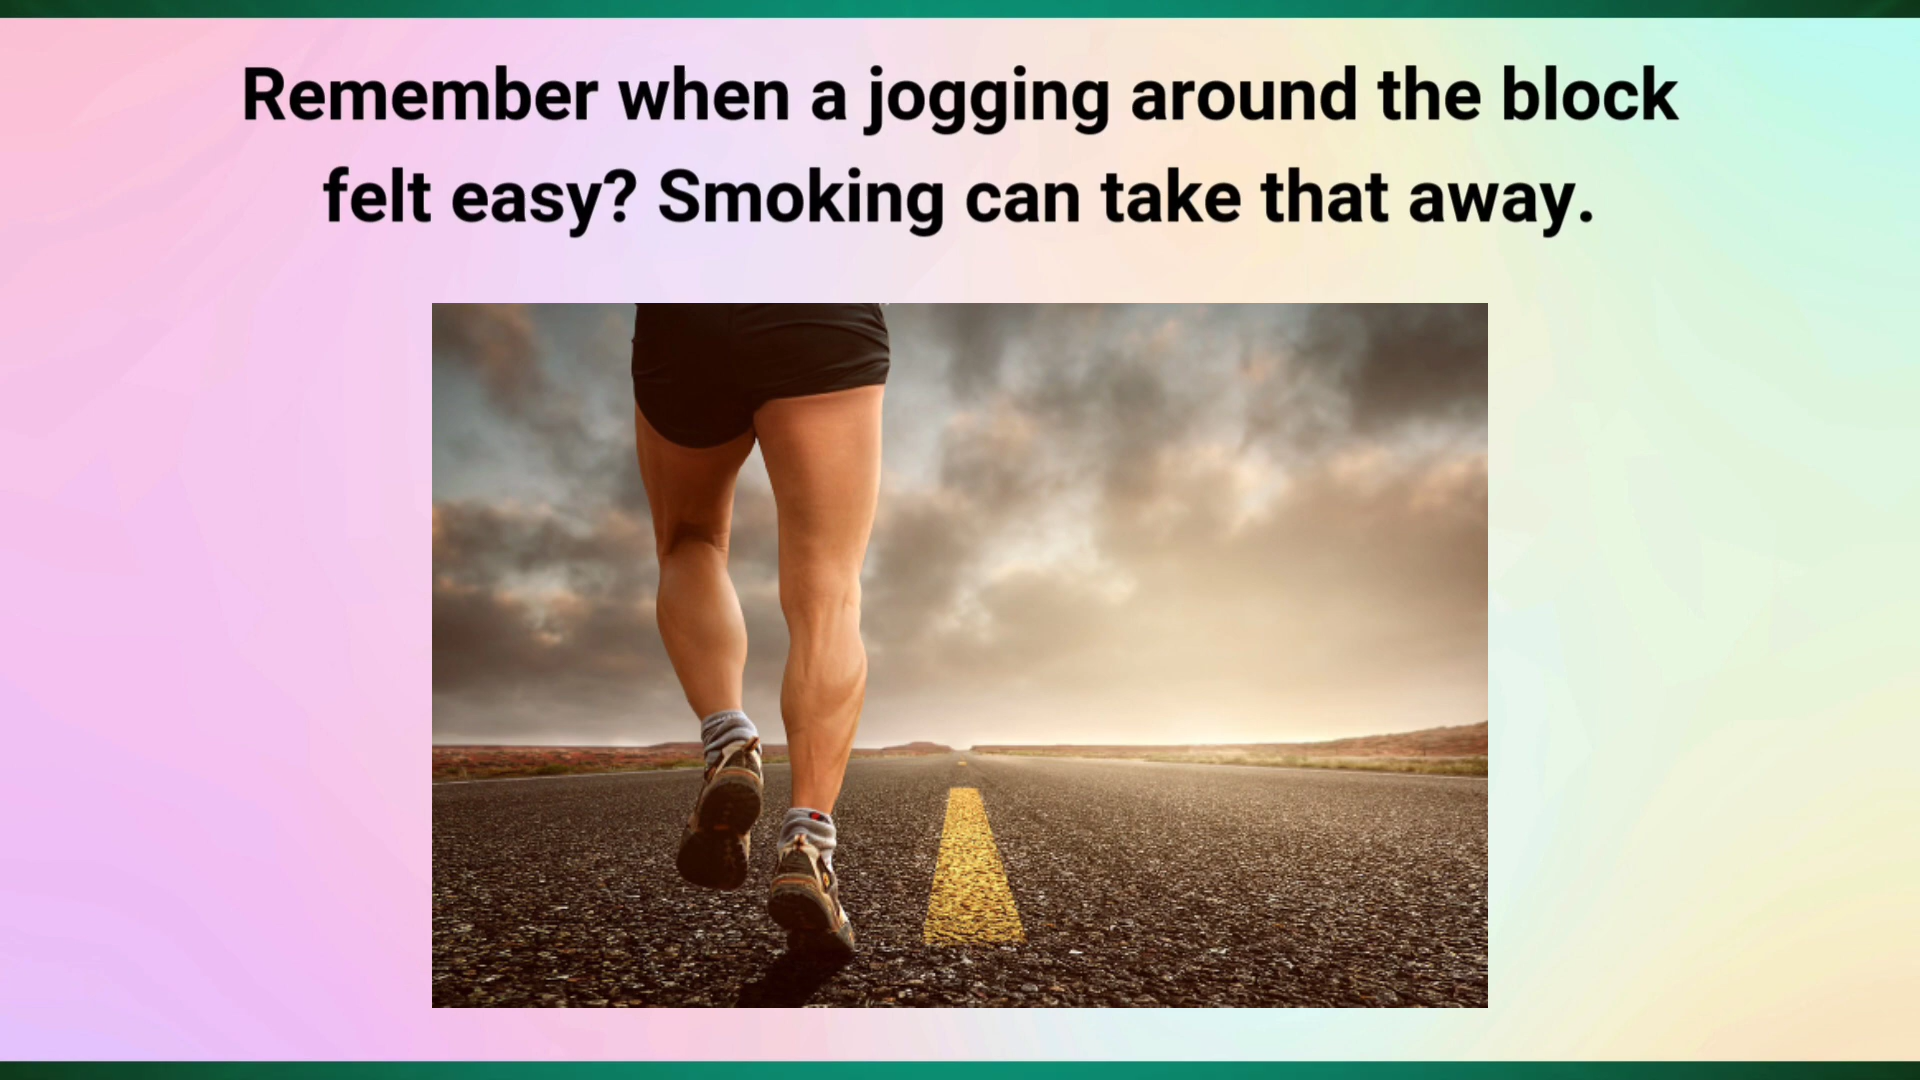 Remember when a jogging around the block
felt easy? Smoking can take that away.